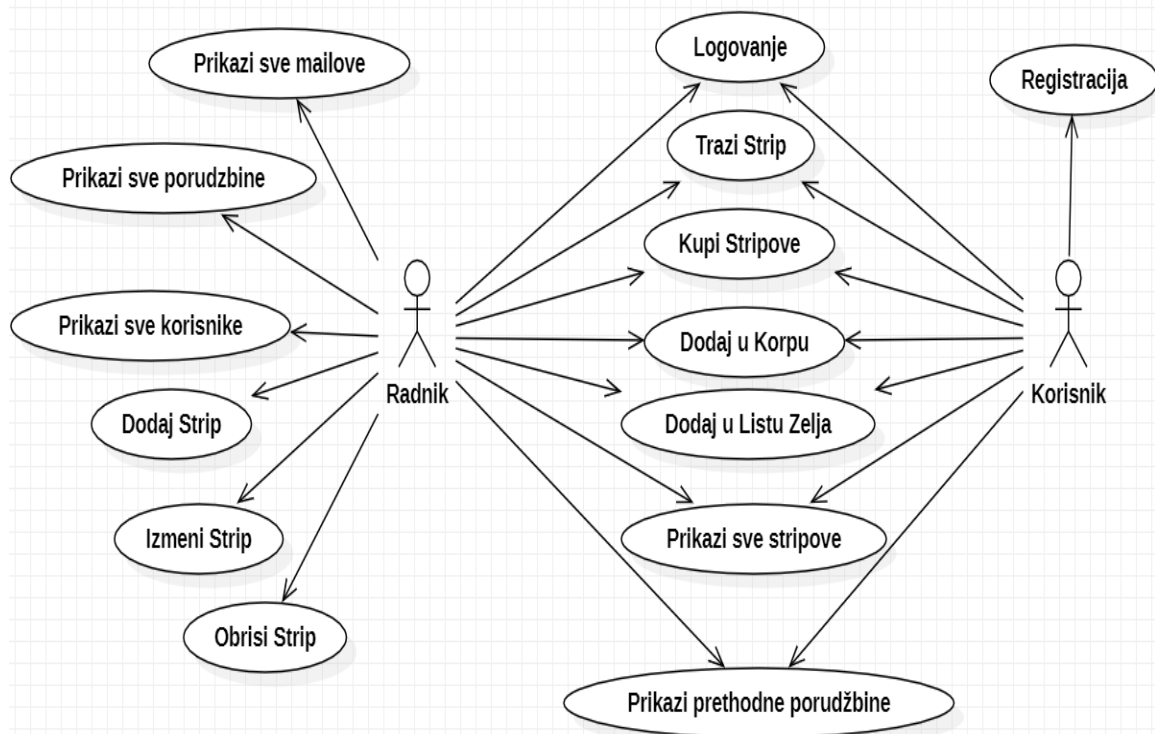 Prikazi sve mailove
Logovanje
Registracija
Trazi Strip
Prikazi sve porudzbine
Kupi Stripove
Prikazi sve korisnike
Dodaj u Korpu
Radnik
Korisnik
Dodaj Strip
Dodaj u Listu Zelja
Izmeni Strip
Prikazi sve stripove
Obrisi Strip
Prikazi prethodne porudžbine